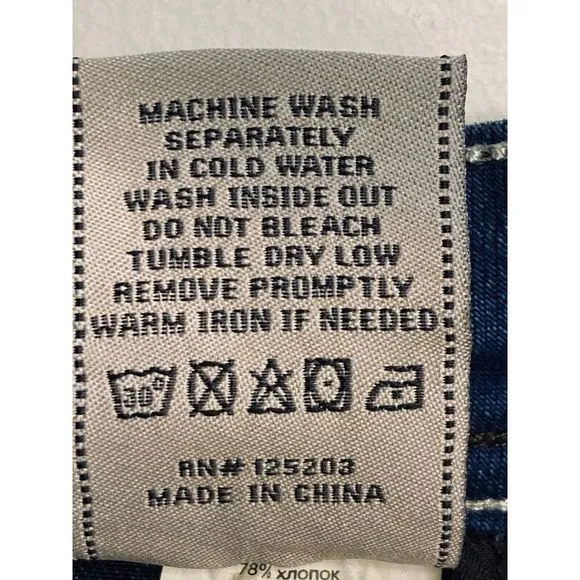 MACHINE WASH
SEPARATELY
IN COLD WATER
WASH INSIDE OUT
DO NOT BLEACH
TUMBLE DRY LOW
REMOVE PROMPTLY
WARM IRON IF NEEDED
30°
RN# 125203
MADE IN CHINA
78% ХЛОПОК